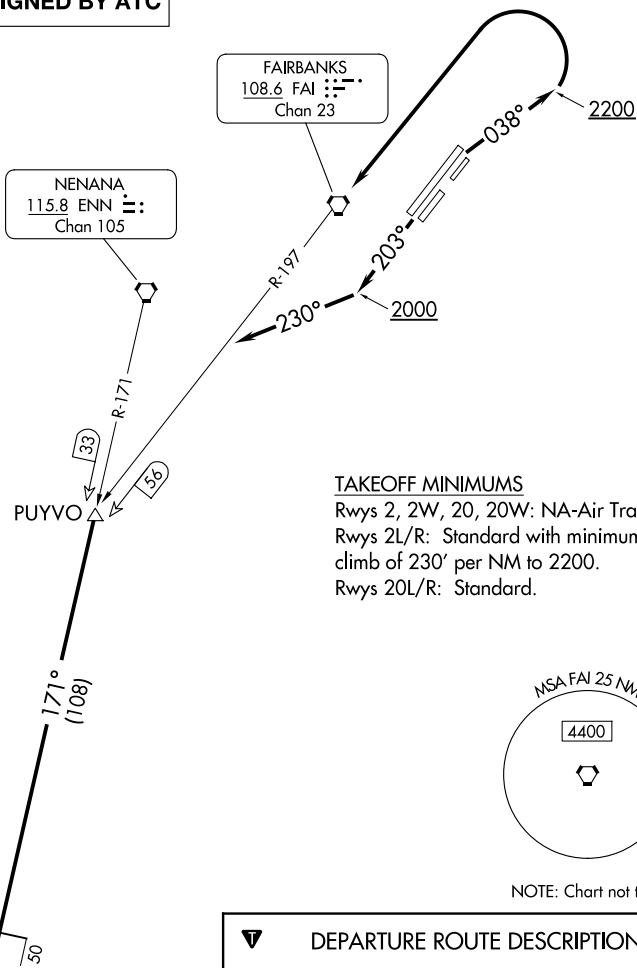 IGNED BY ATC
FAIRBANKS
108.6 FAI
Chan 23
2200
038°
NENANA
115.8 ENN
Chan 105
203°
R-197
230°
2000
R-171
33
56
PUYVO
TAKEOFF MINIMUMS
Rwys 2, 2W, 20, 20W: NA-Air Tra
Rwys 2L/R: Standard with minimum
climb of 230' per NM to 2200.
Rwys 20L/R: Standard.
171°
(108)
MSA FAI 25 NM
4400
NOTE: Chart not t
50
T DEPARTURE ROUTE DESCRIPTION